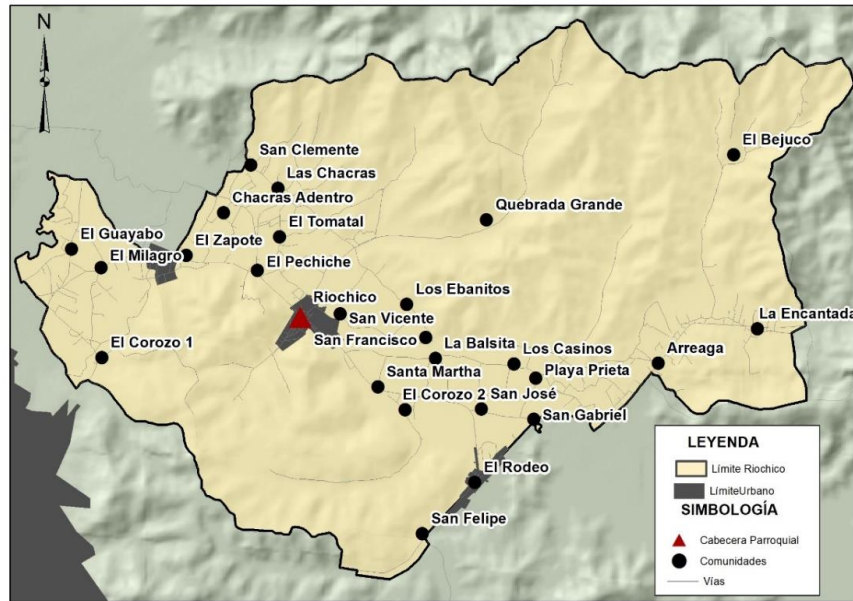 N
San Clemente
Las Chacras
El Bejuco
Chacras Adentro
Quebrada Grande
El Tomatal
El Guayabo
El Zapote
El Milagro
El Pechiche
Los Ebanitos
Riochico
San Vicente
La Encantada
San Francisco
La Balsita
Los Casinos
Arreaga
El Corozo 1
Playa Prieta
Santa Martha
El Corozo 2
San José
San Gabriel
El Rodeo
San Felipe
LEYENDA
Límite Riochico
LímiteUrbano
SIMBOLOGÍA
Cabecera Parroquial
Comunidades
Vías